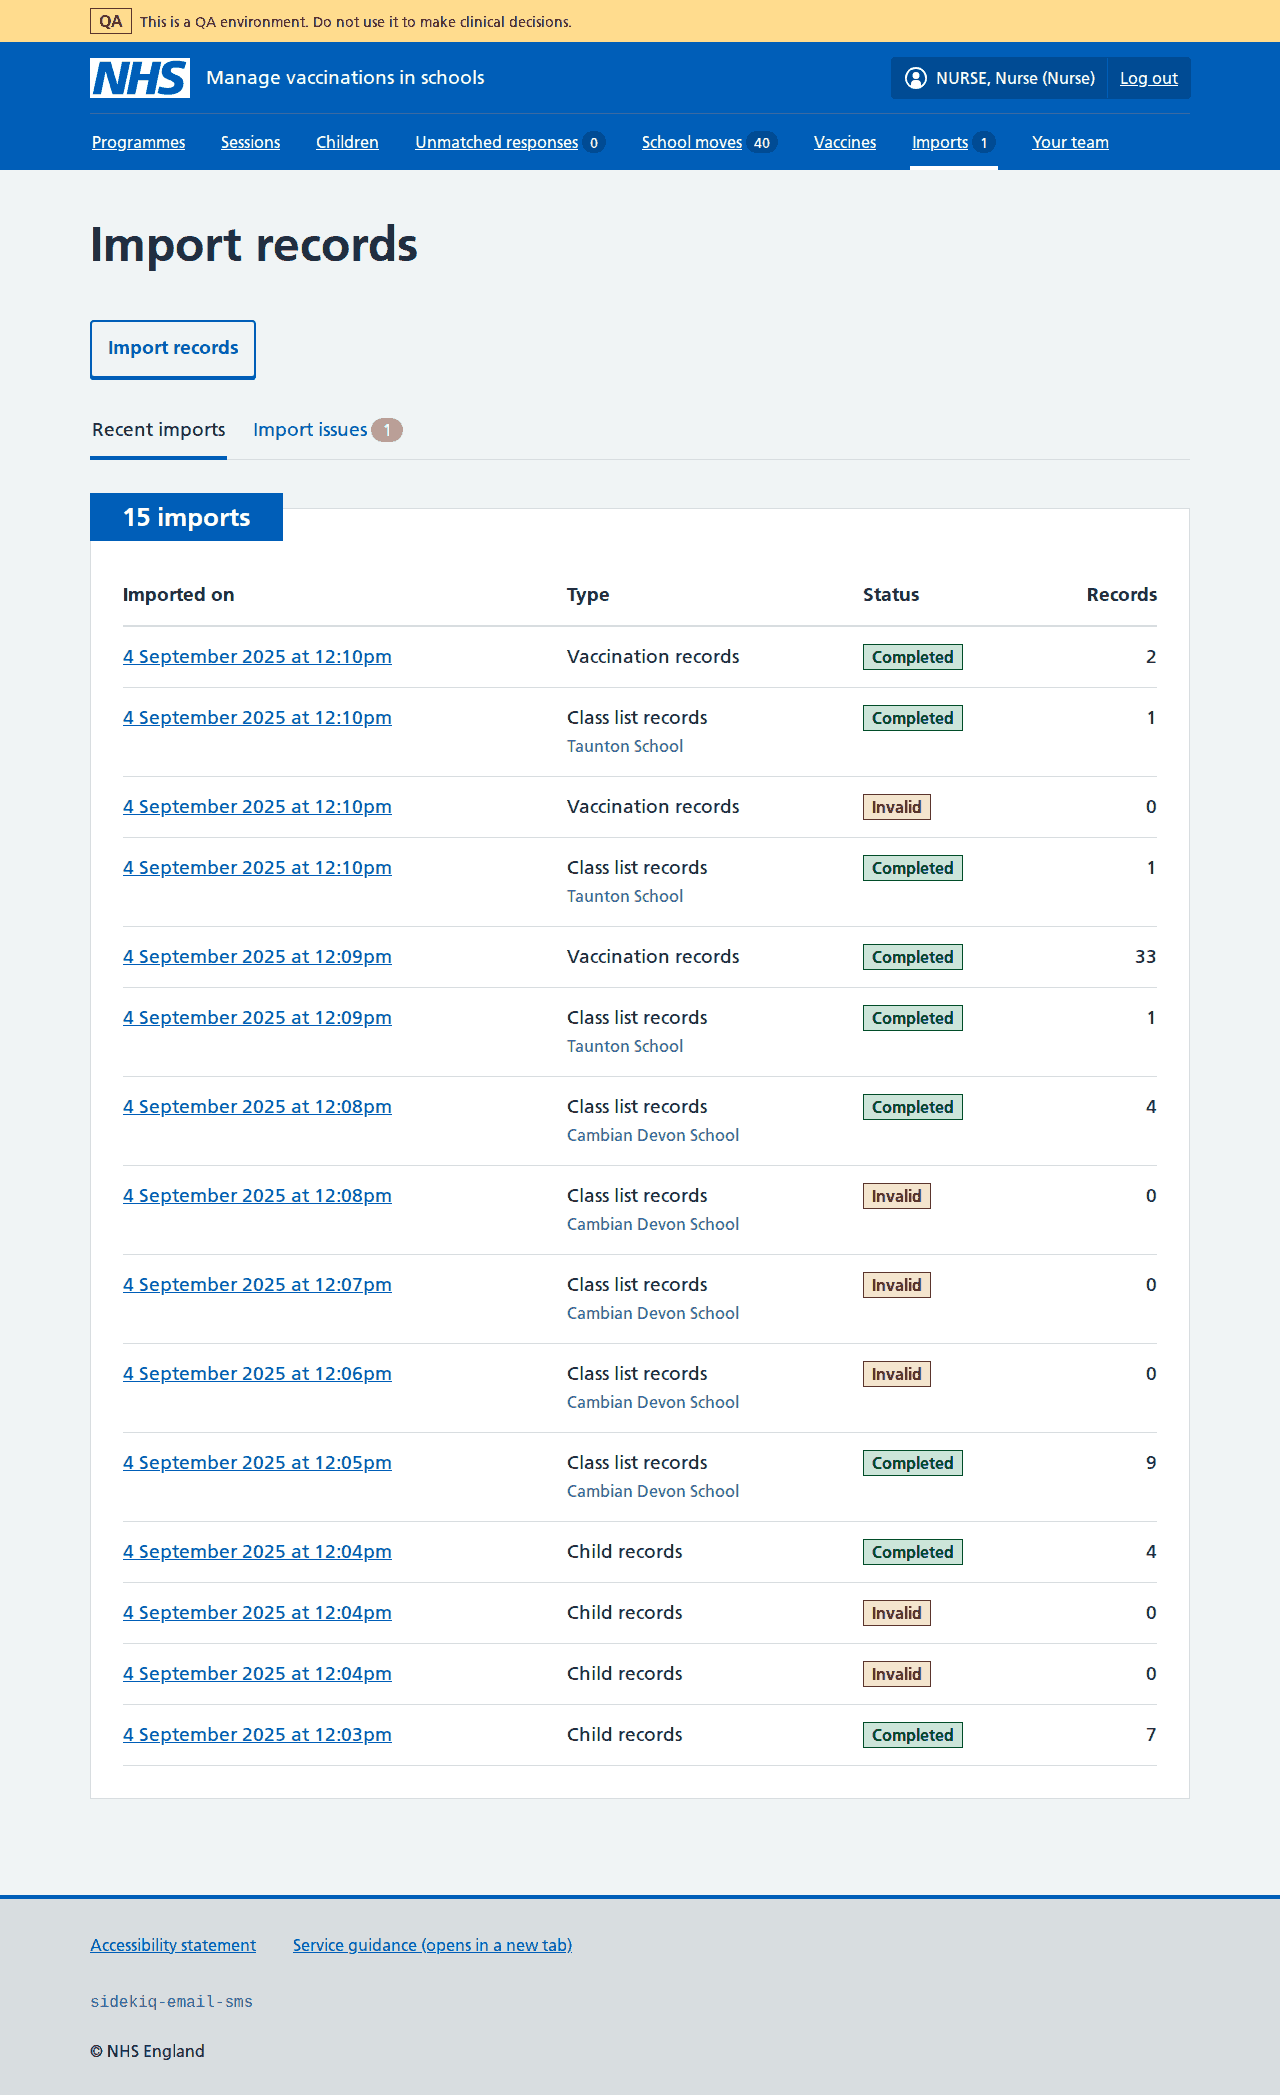 QA This is a QA environment. Do not use it to make clinical decisions.
NHS Manage vaccinations in schools NURSE, Nurse (Nurse) Log out
Programmes Sessions Children Unmatched responses 0 School moves 40 Vaccines Imports 1 Your team
Import records
Import records
Recent imports Import issues 1
15 imports
Imported on Type Status Records
4 September 2025 at 12:10pm Vaccination records Completed 2
4 September 2025 at 12:10pm Class list records Completed 1
Taunton School
4 September 2025 at 12:10pm Vaccination records Invalid 0
4 September 2025 at 12:10pm Class list records Completed 1
Taunton School
4 September 2025 at 12:09pm Vaccination records Completed 33
4 September 2025 at 12:09pm Class list records Completed 1
Taunton School
4 September 2025 at 12:08pm Class list records Completed 4
Cambian Devon School
4 September 2025 at 12:08pm Class list records Invalid 0
Cambian Devon School
4 September 2025 at 12:07pm Class list records Invalid 0
Cambian Devon School
4 September 2025 at 12:06pm Class list records Invalid 0
Cambian Devon School
4 September 2025 at 12:05pm Class list records Completed 9
Cambian Devon School
4 September 2025 at 12:04pm Child records Completed 4
4 September 2025 at 12:04pm Child records Invalid 0
4 September 2025 at 12:04pm Child records Invalid 0
4 September 2025 at 12:03pm Child records Completed 7
Accessibility statement Service guidance (opens in a new tab)
sidekiq-email-sms
© NHS England